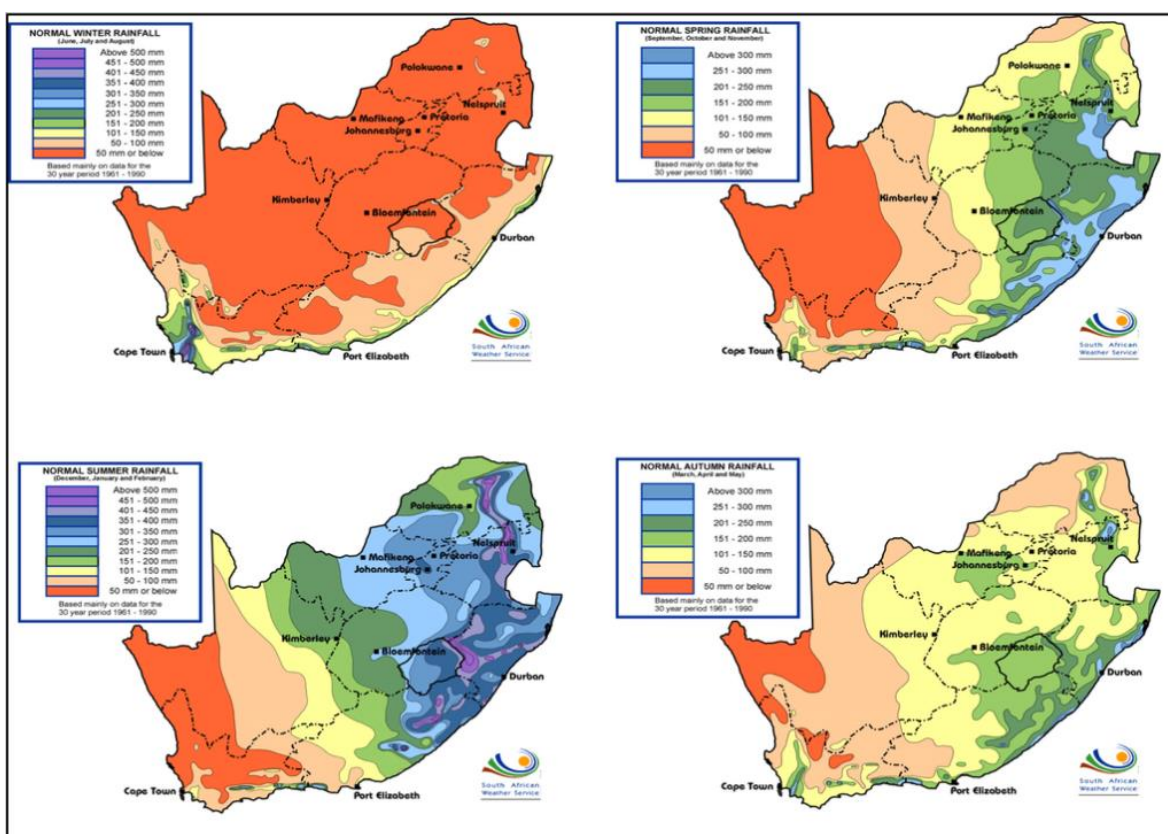 NORMAL WINTER RAINFALL
(June, July and August)
Above 500 mm
451 - 500 mm
401 - 450 mm
351 - 400 mm
301 - 350 mm
251 - 300 mm
201 - 250 mm
151 - 200 mm
101 - 150 mm
50 - 100 mm
50 mm or below
Based mainly on data for the
30 year period 1961 - 1990
Polokwane
Nelspruit
Mafikeng
Pretoria
Johannesburg
Kimberley
Bloemfontein
Durban
Cape Town
Port Elizabeth
South African
Weather Service
NORMAL SPRING RAINFALL
(September, October and November)
Above 300 mm
251 - 300 mm
201 - 250 mm
151 - 200 mm
101 - 150 mm
50 - 100 mm
50 mm or below
Based mainly on data for the
30 year period 1961 - 1990
Polokwane
Nelspruit
Mafikeng
Pretoria
Johannesburg
Kimberley
Bloemfontein
Durban
Cape Town
Port Elizabeth
South African
Weather Service
NORMAL SUMMER RAINFALL
(December, January and February)
Above 500 mm
451 - 500 mm
401 - 450 mm
351 - 400 mm
301 - 350 mm
251 - 300 mm
201 - 250 mm
151 - 200 mm
101 - 150 mm
50 - 100 mm
50 mm or below
Based mainly on data for the
30 year period 1961 - 1990
Polokwane
Nelspruit
Mafikeng
Pretoria
Johannesburg
Kimberley
Bloemfontein
Durban
Cape Town
Port Elizabeth
South African
Weather Service
NORMAL AUTUMN RAINFALL
(March, April and May)
Above 300 mm
251 - 300 mm
201 - 250 mm
151 - 200 mm
101 - 150 mm
50 - 100 mm
50 mm or below
Based mainly on data for the
30 year period 1961 - 1990
Polokwane
Nelspruit
Mafikeng
Pretoria
Johannesburg
Kimberley
Bloemfontein
Durban
Cape Town
Port Elizabeth
South African
Weather Service